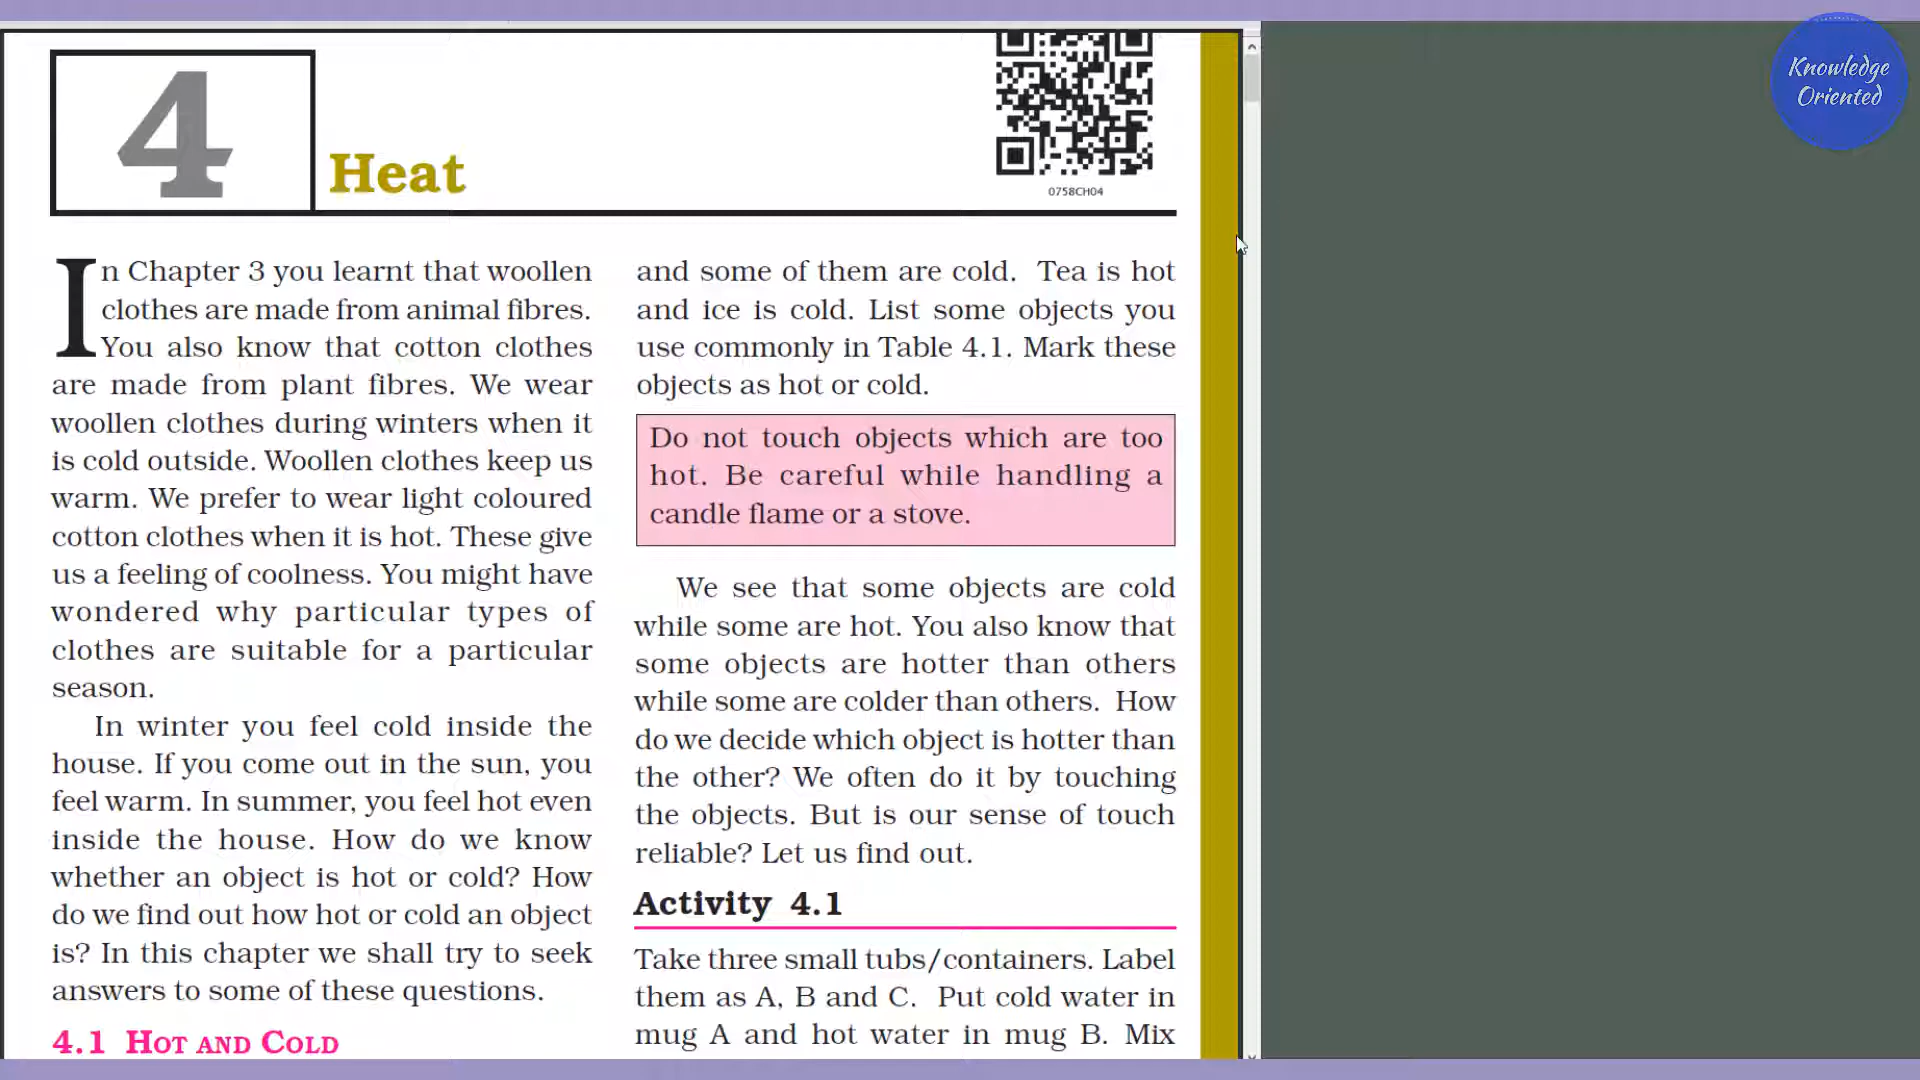 4
Heat
0758CH04
In Chapter 3 you learnt that woollen
clothes are made from animal fibres.
You also know that cotton clothes
are made from plant fibres. We wear
woollen clothes during winters when it
is cold outside. Woollen clothes keep us
warm. We prefer to wear light coloured
cotton clothes when it is hot. These give
us a feeling of coolness. You might have
wondered why particular types of
clothes are suitable for a particular
season.
In winter you feel cold inside the
house. If you come out in the sun, you
feel warm. In summer, you feel hot even
inside the house. How do we know
whether an object is hot or cold? How
do we find out how hot or cold an object
is? In this chapter we shall try to seek
answers to some of these questions.
4.1 HOT AND COLD
and some of them are cold. Tea is hot
and ice is cold. List some objects you
use commonly in Table 4.1. Mark these
objects as hot or cold.
Do not touch objects which are too
hot. Be careful while handling a
candle flame or a stove.
We see that some objects are cold
while some are hot. You also know that
some objects are hotter than others
while some are colder than others. How
do we decide which object is hotter than
the other? We often do it by touching
the objects. But is our sense of touch
reliable? Let us find out.
Activity 4.1
Take three small tubs/containers. Label
them as A, B and C. Put cold water in
mug A and hot water in mug B. Mix
Knowledge
Oriented